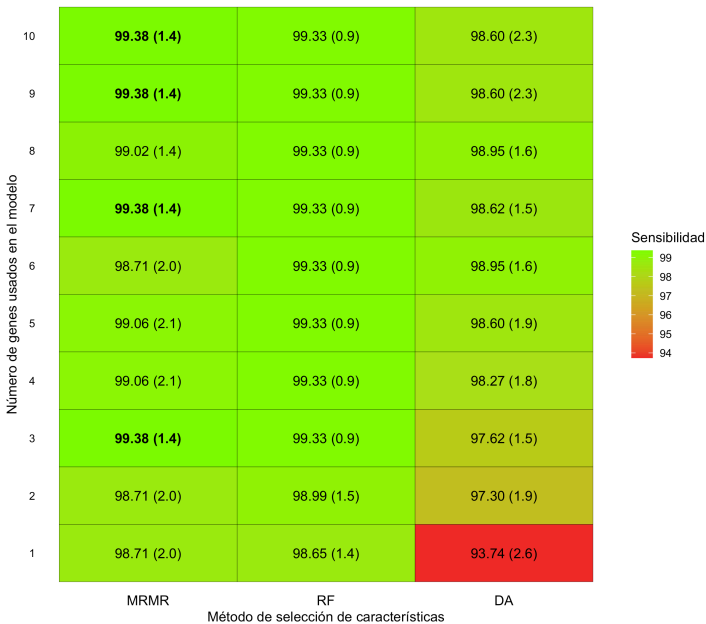 10 99.38 (1.4) 99.33 (0.9) 98.60 (2.3)
9 99.38 (1.4) 99.33 (0.9) 98.60 (2.3)
8 99.02 (1.4) 99.33 (0.9) 98.95 (1.6)
7 99.38 (1.4) 99.33 (0.9) 98.62 (1.5)
6 98.71 (2.0) 99.33 (0.9) 98.95 (1.6)
5 99.06 (2.1) 99.33 (0.9) 98.60 (1.9)
4 99.06 (2.1) 99.33 (0.9) 98.27 (1.8)
3 99.38 (1.4) 99.33 (0.9) 97.62 (1.5)
2 98.71 (2.0) 98.99 (1.5) 97.30 (1.9)
1 98.71 (2.0) 98.65 (1.4) 93.74 (2.6)
MRMR RF DA
Método de selección de características
Número de genes usados en el modelo
Sensibilidad
99
98
97
96
95
94